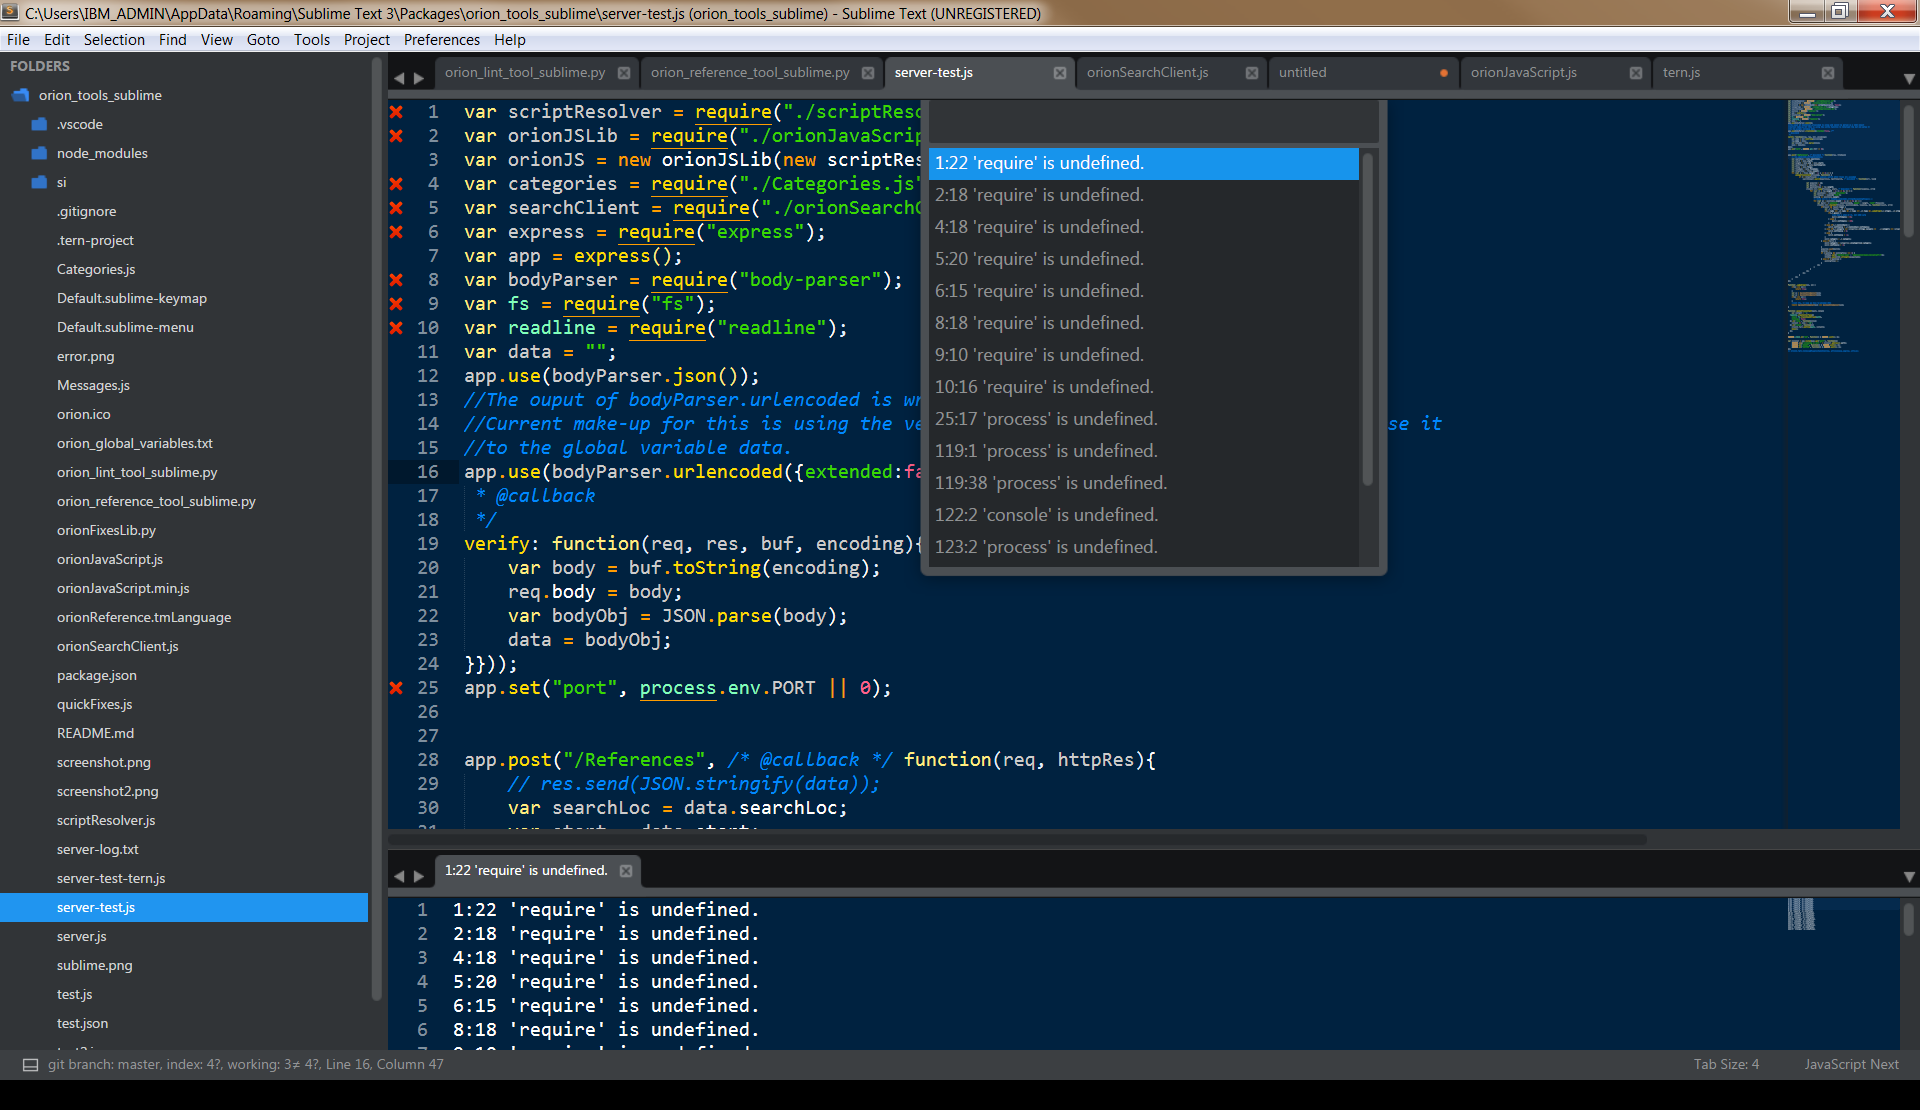 C:\Users\IBM_ADMIN\AppData\Roaming\Sublime Text 3\Packages\orion_tools_sublime\server-test.js (orion_tools_sublime) - Sublime Text (UNREGISTERED)
File Edit Selection Find View Goto Tools Project Preferences Help
FOLDERS
orion_tools_sublime
.vscode
node_modules
si
.gitignore
.tern-project
Categories.js
Default.sublime-keymap
Default.sublime-menu
error.png
Messages.js
orion.ico
orion_global_variables.txt
orion_lint_tool_sublime.py
orion_reference_tool_sublime.py
orionFixesLib.py
orionJavaScript.js
orionJavaScript.min.js
orionReference.tmLanguage
orionSearchClient.js
package.json
quickFixes.js
README.md
screenshot.png
screenshot2.png
scriptResolver.js
server-log.txt
server-test-tern.js
server-test.js
server.js
sublime.png
test.js
test.json
orion_lint_tool_sublime.py orion_reference_tool_sublime.py server-test.js orionSearchClient.js untitled orionJavaScript.js tern.js
1 var scriptResolver = require("./scriptReso
2 var orionJSLib = require("./orionJavaScrip
3 var orionJS = new orionJSLib(new scriptRes
4 var categories = require("./Categories.js"
5 var searchClient = require("./orionSearchC
6 var express = require("express");
7 var app = express();
8 var bodyParser = require("body-parser");
9 var fs = require("fs");
10 var readline = require("readline");
11 var data = "";
12 app.use(bodyParser.json());
13 //The ouput of bodyParser.urlencoded is wr
14 //Current make-up for this is using the ve se it
15 //to the global variable data.
16 app.use(bodyParser.urlencoded({extended:fa
17 * @callback
18 */
19 verify: function(req, res, buf, encoding){
20 var body = buf.toString(encoding);
21 req.body = body;
22 var bodyObj = JSON.parse(body);
23 data = bodyObj;
24 }}));
25 app.set("port", process.env.PORT || 0);
26
27
28 app.post("/References", /* @callback */ function(req, httpRes){
29 // res.send(JSON.stringify(data));
30 var searchLoc = data.searchLoc;
1:22 'require' is undefined.
2:18 'require' is undefined.
4:18 'require' is undefined.
5:20 'require' is undefined.
6:15 'require' is undefined.
8:18 'require' is undefined.
9:10 'require' is undefined.
10:16 'require' is undefined.
25:17 'process' is undefined.
119:1 'process' is undefined.
119:38 'process' is undefined.
122:2 'console' is undefined.
123:2 'process' is undefined.
1:22 'require' is undefined.
1 1:22 'require' is undefined.
2 2:18 'require' is undefined.
3 4:18 'require' is undefined.
4 5:20 'require' is undefined.
5 6:15 'require' is undefined.
6 8:18 'require' is undefined.
git branch: master, index: 4?, working: 3≠ 4?, Line 16, Column 47 Tab Size: 4 JavaScript Next